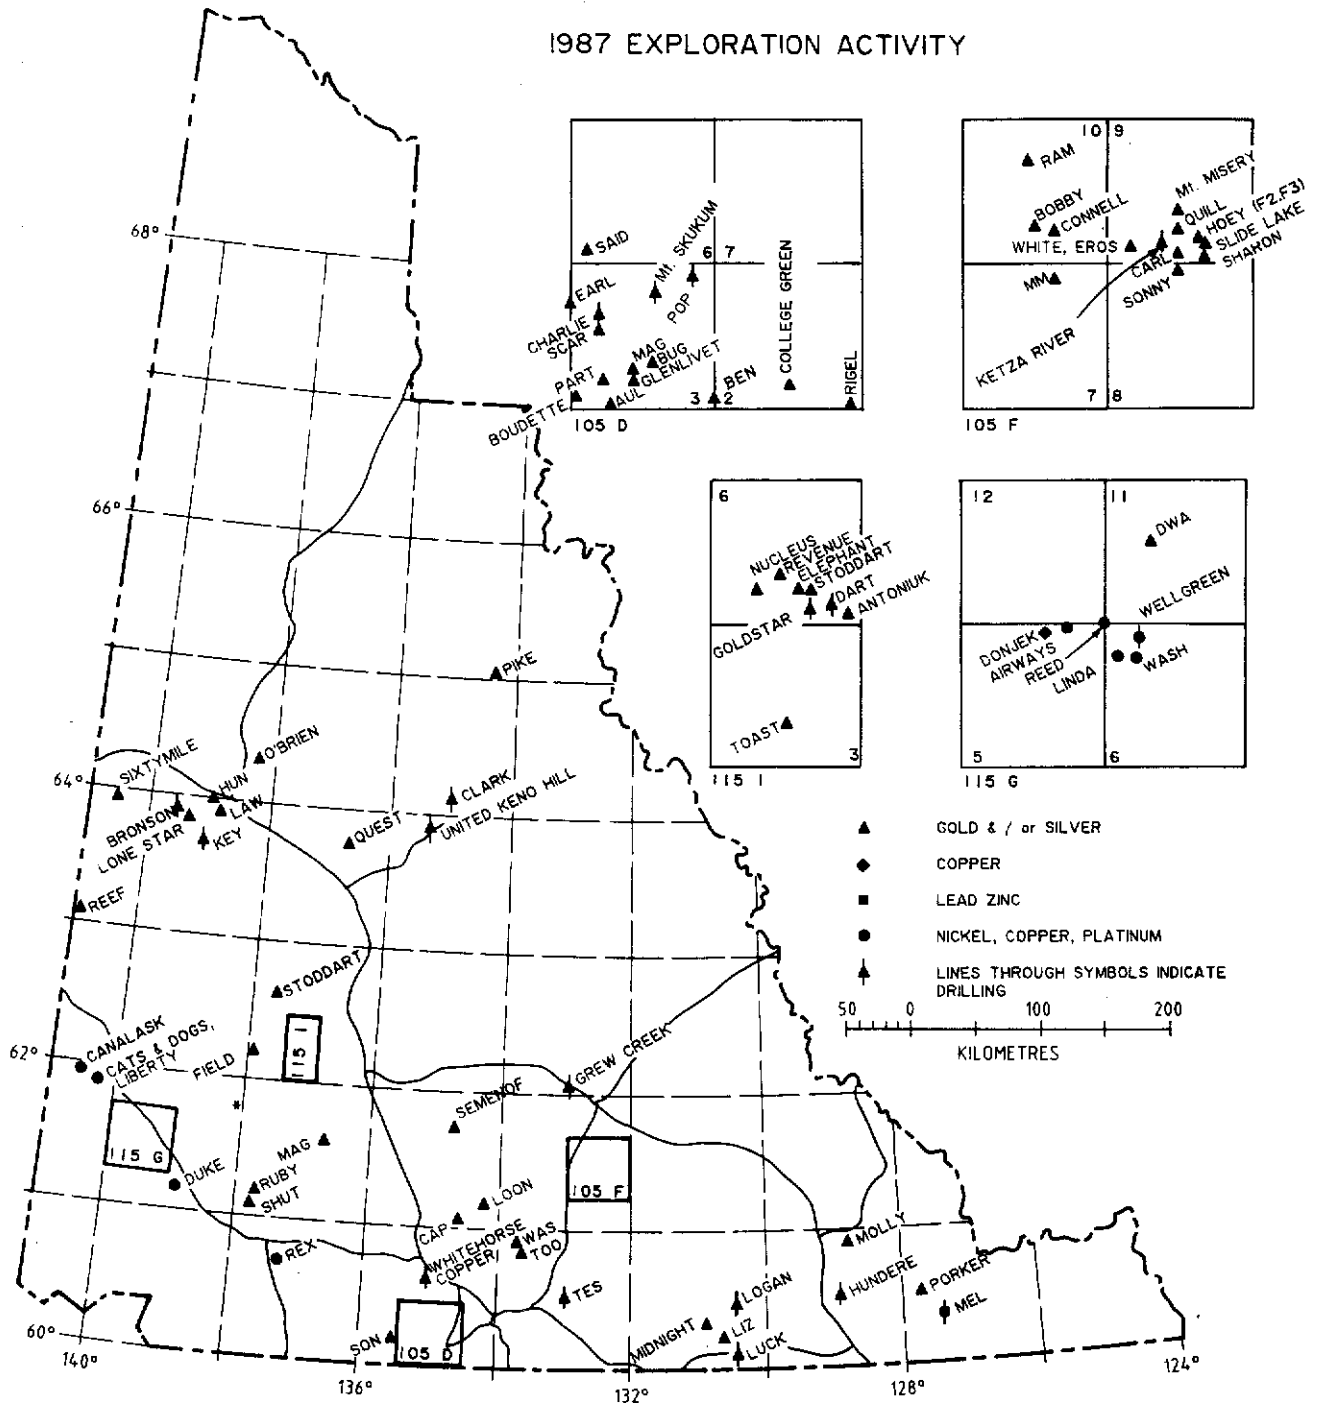 1987 EXPLORATION ACTIVITY
10 9
RAM
Mt. MISERY
BOBBY
CONNELL
QUILL
HOEY (F2,F3)
WHITE, EROS
SLIDE LAKE
SHARON
CARL
MM
SONNY
KETZA RIVER
7 8
105 F
SAID
Mt. SKUKUM
6 7
EARL
POP
COLLEGE GREEN
CHARLIE
SCAR
MAG
BUG
GLENLIVET
PART
AUL
BEN
RIGEL
BOUDETTE
3 2
105 D
6
NUCLEUS
REVENUE
ELEPHANT
STODDART
DART
ANTONIUK
GOLDSTAR
TOAST
3
115 I
12
11
DWA
WELLGREEN
DONJEK
AIRWAYS
REED
LINDA
WASH
5
6
115 G
GOLD & / or SILVER
COPPER
LEAD ZINC
NICKEL, COPPER, PLATINUM
LINES THROUGH SYMBOLS INDICATE
DRILLING
50 0 100 200
KILOMETRES
68°
66°
PIKE
O'BRIEN
SIXTYMILE
64°
HUN
CLARK
BRONSON
LAW
UNITED KENO HILL
LONE STAR
KEY
QUEST
REEF
STODDART
CANALASK
62°
CATS & DOGS,
LIBERTY
FIELD
115 I
GREW CREEK
*
SEMENOF
115 G
MAG
DUKE
RUBY
SHUT
105 F
LOON
CAP
WAS
TOO
MOLLY
REX
WHITEHORSE
COPPER
TES
LOGAN
HUNDERE
PORKER
MEL
60°
SON
105 D
MIDNIGHT
LIZ
LUCK
140°
136°
132°
128°
124°